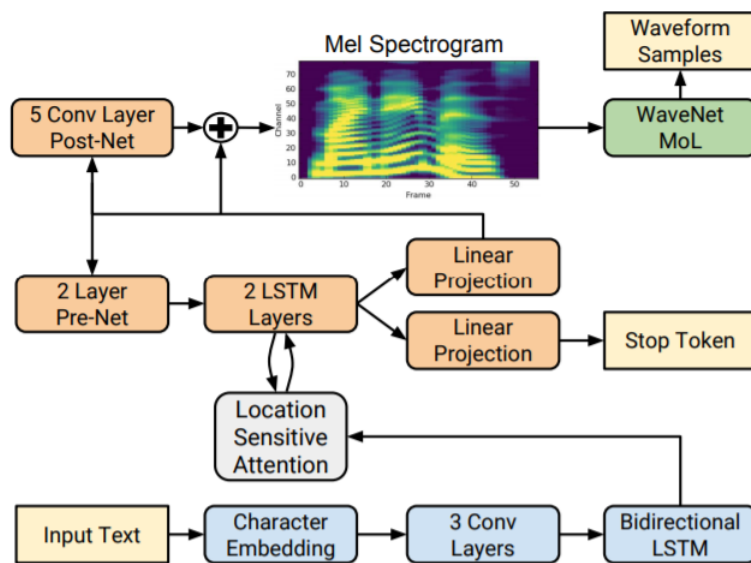 Mel Spectrogram
Waveform
Samples
5 Conv Layer
Post-Net
Channel
70
60
50
40
30
20
10
0
0 10 20 30 40 50
Frame
WaveNet
MoL
2 Layer
Pre-Net
2 LSTM
Layers
Linear
Projection
Linear
Projection
Stop Token
Location
Sensitive
Attention
Input Text
Character
Embedding
3 Conv
Layers
Bidirectional
LSTM